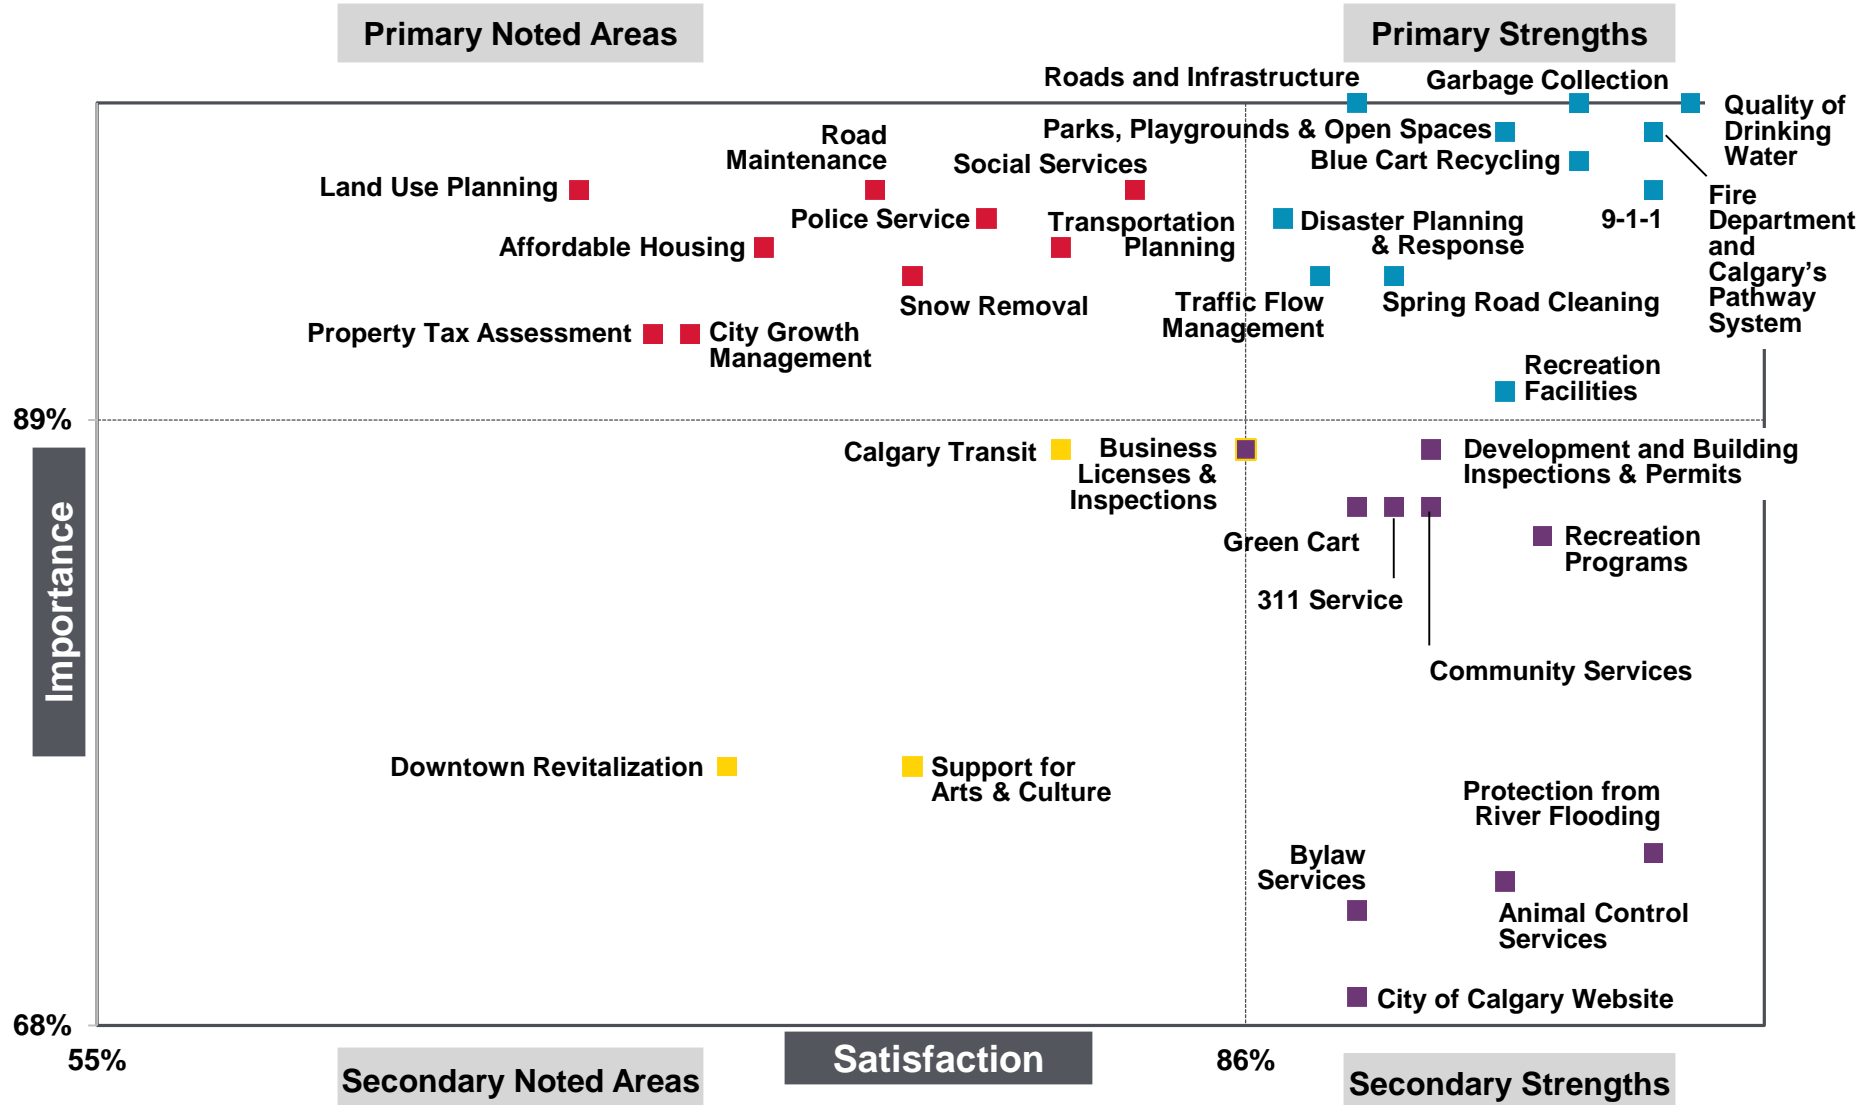 Primary Noted Areas
Primary Strengths
Roads and Infrastructure
Garbage Collection
Quality of
Drinking
Water
Parks, Playgrounds & Open Spaces
Road
Maintenance
Social Services
Blue Cart Recycling
Land Use Planning
Fire
Department
and
Calgary’s
Pathway
System
Police Service
Transportation
Planning
Disaster Planning
& Response
9-1-1
Affordable Housing
Snow Removal
Traffic Flow
Management
Spring Road Cleaning
Property Tax Assessment
City Growth
Management
Recreation
Facilities
89%
Calgary Transit
Business
Licenses &
Inspections
Development and Building
Inspections & Permits
Green Cart
Recreation
Programs
311 Service
Importance
Community Services
Downtown Revitalization
Support for
Arts & Culture
Protection from
River Flooding
Bylaw
Services
Animal Control
Services
City of Calgary Website
68%
55%
Satisfaction
86%
Secondary Noted Areas
Secondary Strengths